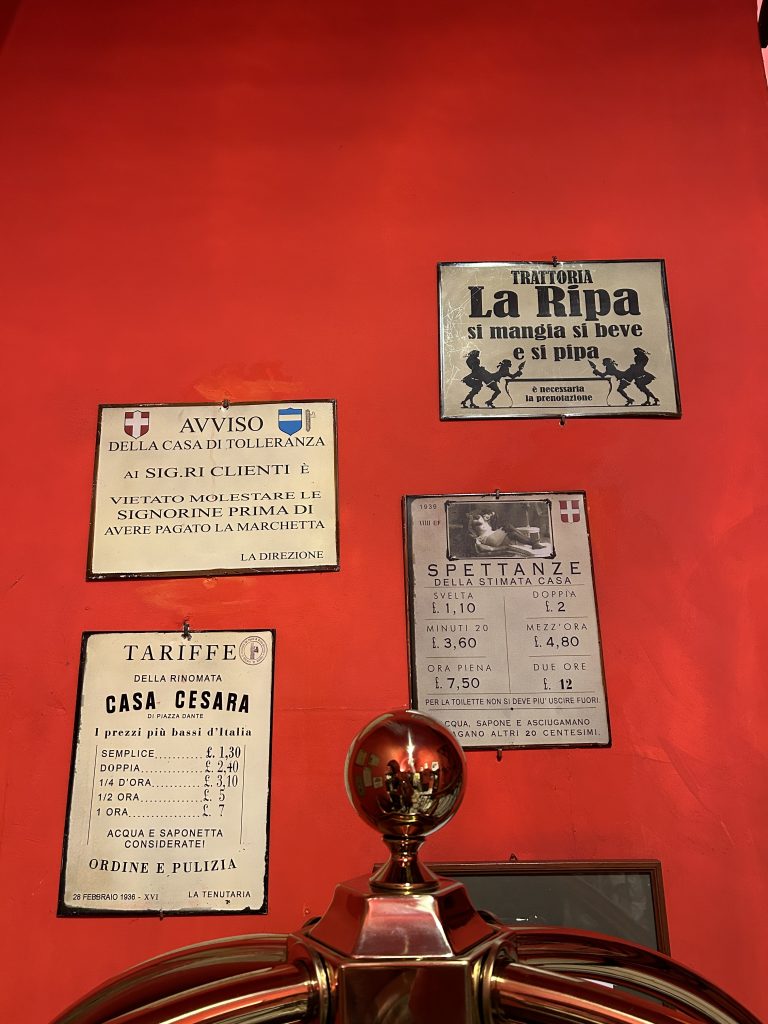 TRATTORIA
La Ripa
si mangia si beve
e si pipa
è necessaria
la prenotazione
AVVISO
DELLA CASA DI TOLLERANZA
AI SIG.RI CLIENTI È
VIETATO MOLESTARE LE
SIGNORINE PRIMA DI
AVERE PAGATO LA MARCHETTA
LA DIREZIONE
1939
SPETTANZE
DELLA STIMATA CASA
SVELTA DOPPIA
£. 1,10 £. 2
MINUTI 20 MEZZ'ORA
£. 3,60 £. 4,80
ORA PIENA DUE ORE
£. 7,50 £. 12
PER LA TOILETTE NON SI DEVE PIU' USCIRE FUORI.
CQUA, SAPONE E ASCIUGAMANO
AGANO ALTRI 20 CENTESIMI.
TARIFFE
DELLA RINOMATA
CASA CESARA
DI PIAZZA DANTE
I prezzi più bassi d'Italia
SEMPLICE £. 1,30
DOPPIA £. 2,40
1/4 D'ORA £. 3,10
1/2 ORA £. 5
1 ORA £. 7
ACQUA E SAPONETTA
CONSIDERATE!
ORDINE E PULIZIA
28 FEBBRAIO 1936 - XVI LA TENUTARIA